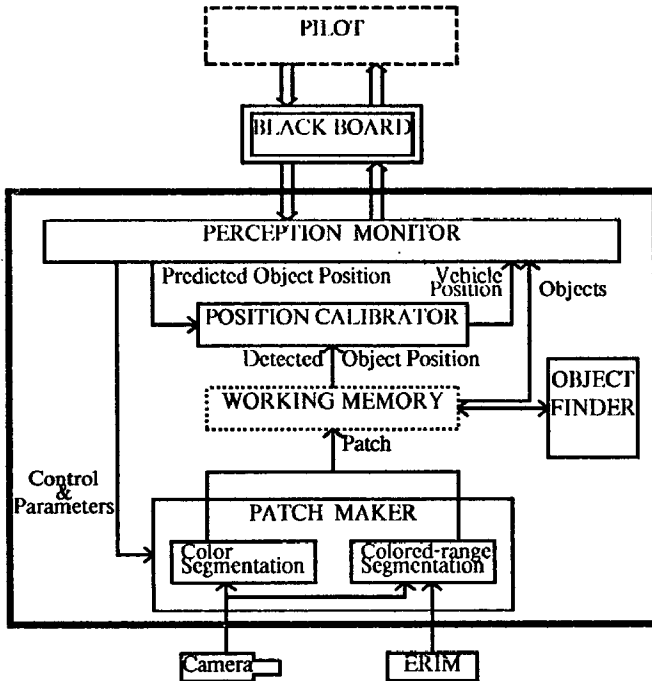 PILOT
BLACK BOARD
PERCEPTION MONITOR
Predicted Object Position
Vehicle
Position
Objects
POSITION CALIBRATOR
Detected Object Position
WORKING MEMORY
OBJECT
FINDER
Patch
Control
&
Parameters
PATCH MAKER
Color
Segmentation
Colored-range
Segmentation
Camera
ERIM